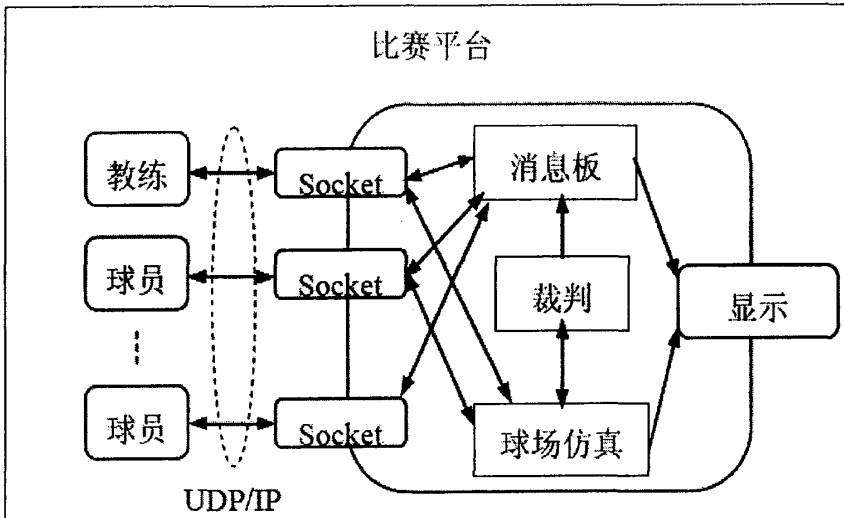 比赛平台
教练
Socket
消息板
球员
Socket
裁判
显示
球员
Socket
球场仿真
UDP/IP